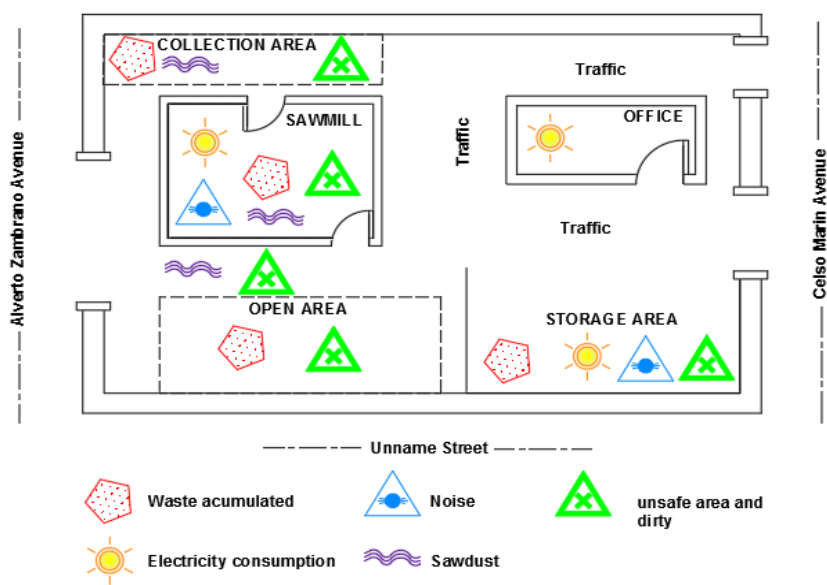 COLLECTION AREA
Traffic
SAWMILL
OFFICE
Traffic
Traffic
Alverto Zambrano Avenue
Celso Marin Avenue
OPEN AREA
STORAGE AREA
Unname Street
Waste acumulated
Noise
unsafe area and
dirty
Electricity consumption
Sawdust